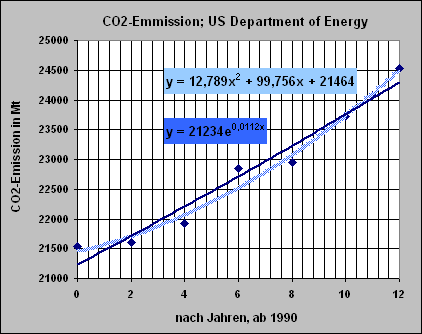 CO2-Emmission; US Department of Energy
25000
24500
24000
23500
23000
22500
22000
21500
21000
CO2-Emission in Mt
y = 12,789x² + 99,756x + 21464
y = 21234e^0,0112x
0 2 4 6 8 10 12
nach Jahren, ab 1990